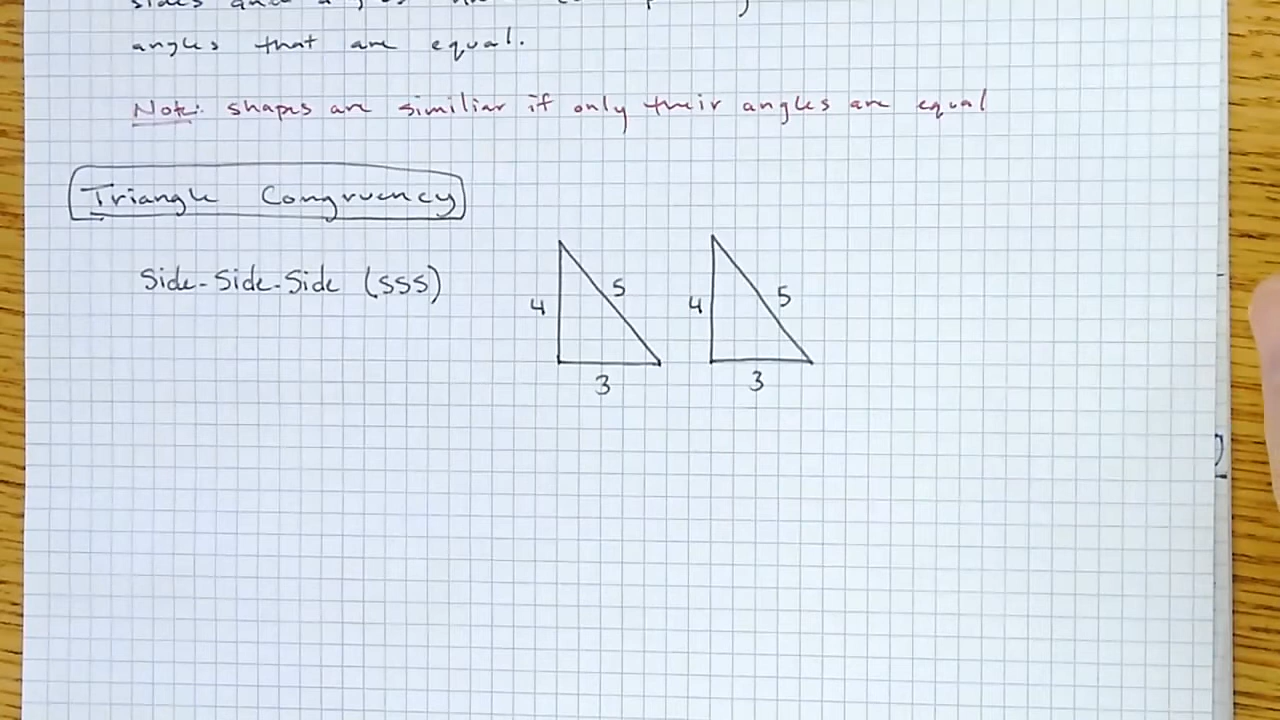 angles that are equal.
Note: shapes are similiar if only their angles are equal
Triangle Congruency
Side-Side-Side (SSS)
4 5 3
4 5 3